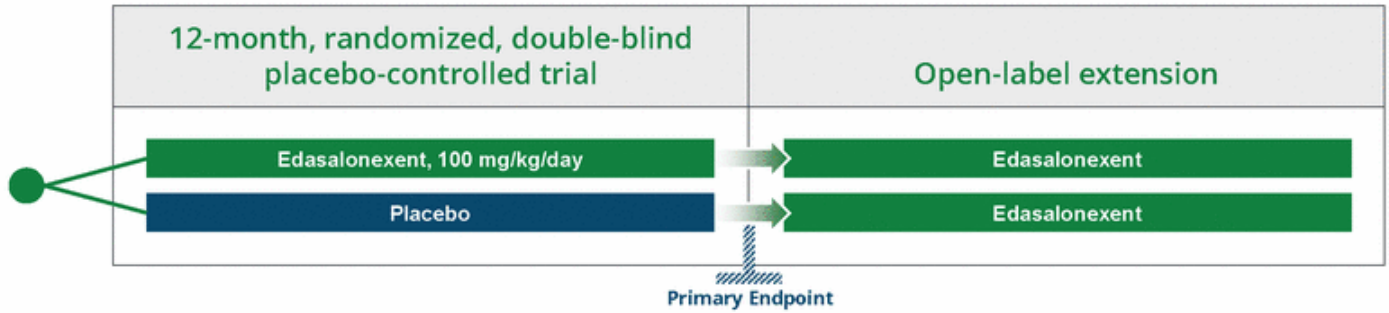 12-month, randomized, double-blind
placebo-controlled trial
Open-label extension
Edasalonexent, 100 mg/kg/day
Edasalonexent
Placebo
Edasalonexent
Primary Endpoint